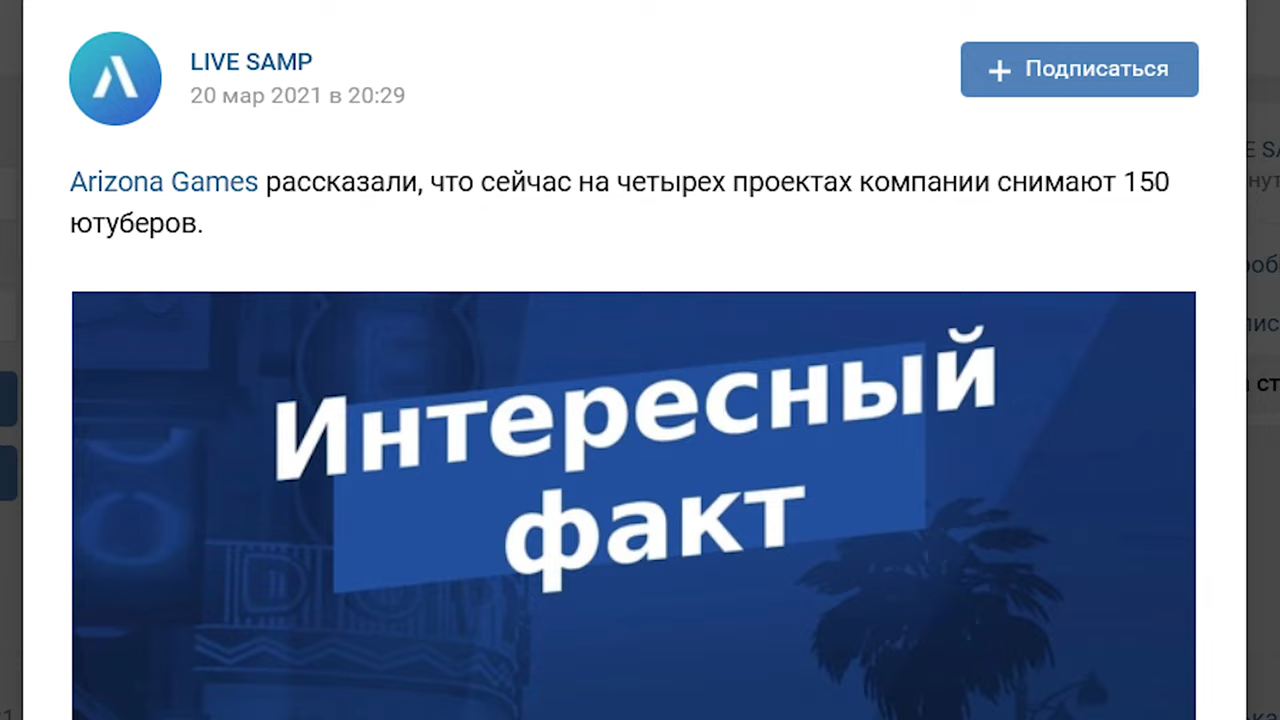 LIVE SAMP
20 мар 2021 в 20:29
Подписаться
Arizona Games рассказали, что сейчас на четырех проектах компании снимают 150
ютуберов.
Интересный
факт